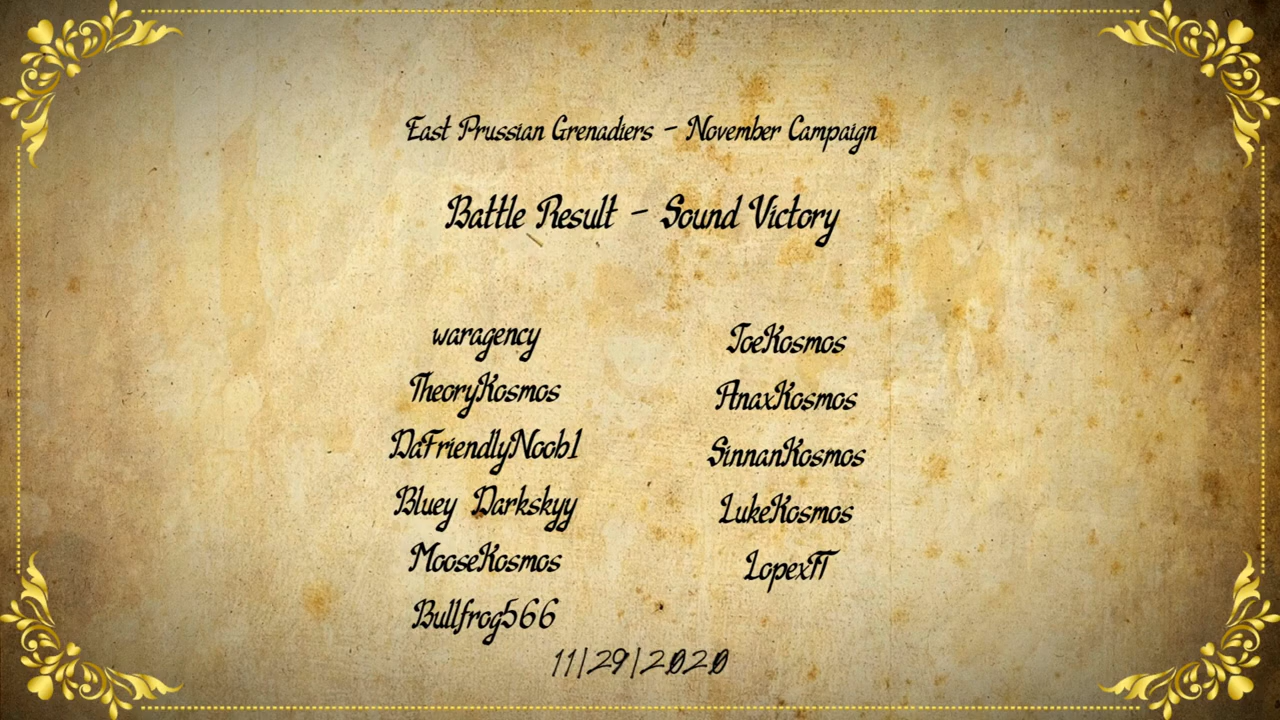 East Prussian Grenadiers - November Campaign
Battle Result - Sound Victory
waragency
TheoryKosmos
DaFriendlyNoob1
Bluey Darkskyy
MooseKosmos
Bullfrog566
JoeKosmos
AnaxKosmos
SinnanKosmos
LukeKosmos
LopexTT
11/29/2020